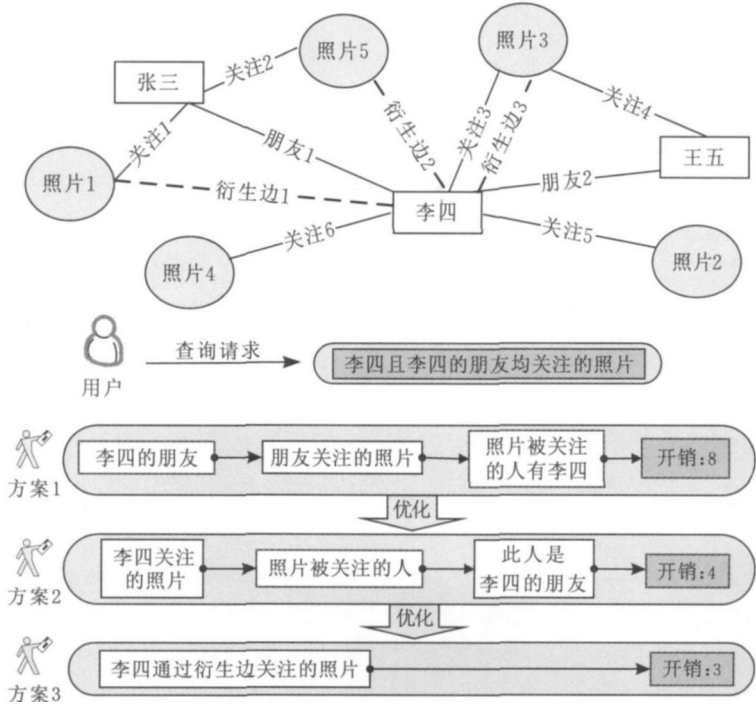 照片5
照片3
张三
关注2
关注4
关注1
朋友1
衍生边2
关注3
衍生边3
王五
照片1
衍生边1
朋友2
李四
关注6
关注5
照片4
照片2
用户
查询请求
李四且李四的朋友均关注的照片
方案1
李四的朋友
朋友关注的照片
照片被关注
的人有李四
开销:8
优化
方案2
李四关注
的照片
照片被关注的人
此人是
李四的朋友
开销:4
优化
方案3
李四通过衍生边关注的照片
开销:3